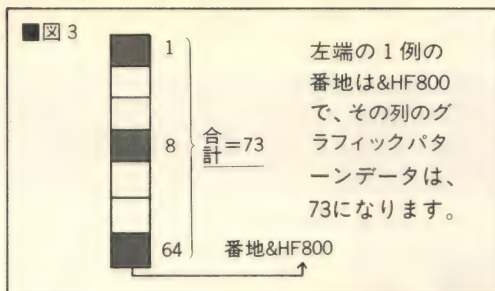 ■図3
1
8
64
合計=73
番地&HF800
左端の1例の
番地は&HF800
で、その列のグ
ラフィックパタ
ーンデータは、
73になります。